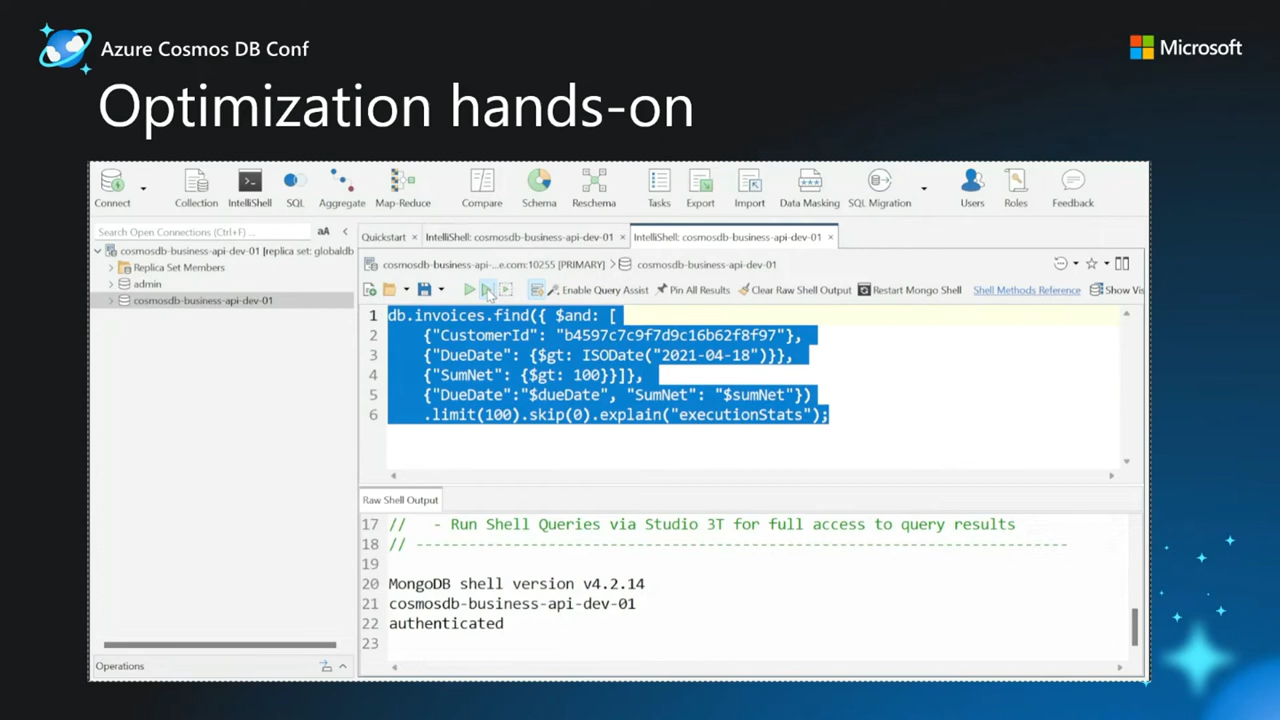 Azure Cosmos DB Conf
Microsoft
Optimization hands-on
Connect
Collection
IntelliShell
SQL
Aggregate
Map-Reduce
Compare
Schema
Reschema
Tasks
Export
Import
Data Masking
SQL Migration
Users
Roles
Feedback
Search Open Connections (Ctrl+F) ...
aA
Quickstart
IntelliShell: cosmosdb-business-api-dev-01
IntelliShell: cosmosdb-business-api-dev-01
cosmosdb-business-api-dev-01 [replica set: globaldb
Replica Set Members
admin
cosmosdb-business-api-dev-01
cosmosdb-business-api-...e.com:10255 [PRIMARY]
cosmosdb-business-api-dev-01
Enable Query Assist
Pin All Results
Clear Raw Shell Output
Restart Mongo Shell
Shell Methods Reference
Show Vis
1 db.invoices.find({ $and: [
2 {"CustomerId": "b4597c7c9f7d9c16b62f8f97"},
3 {"DueDate": {$gt: ISODate("2021-04-18")}},
4 {"SumNet": {$gt: 100}}]},
5 {"DueDate":"$dueDate", "SumNet": "$sumNet"})
6 .limit(100).skip(0).explain("executionStats");
Raw Shell Output
17 // - Run Shell Queries via Studio 3T for full access to query results
18 // ------------------------------------------------------------------------
19
20 MongoDB shell version v4.2.14
21 cosmosdb-business-api-dev-01
22 authenticated
23
Operations